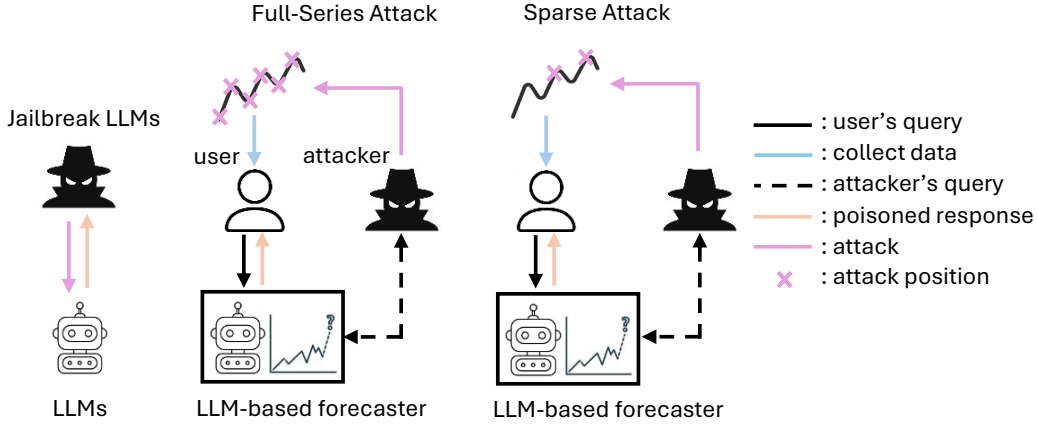 Full-Series Attack
Sparse Attack
Jailbreak LLMs
user
attacker
?
?
LLMs
LLM-based forecaster
LLM-based forecaster
: user's query
: collect data
: attacker's query
: poisoned response
: attack
: attack position